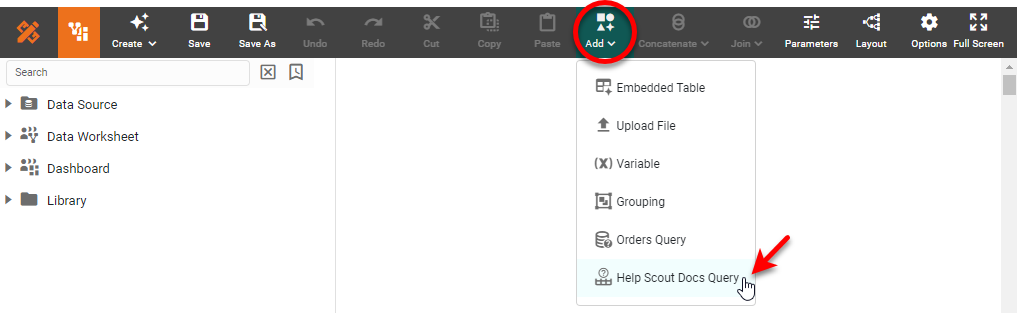 Create Save Save As Undo Redo Cut Copy Paste Add Concatenate Join Parameters Layout Options Full Screen
Search
Data Source
Data Worksheet
Dashboard
Library
Embedded Table
Upload File
(x) Variable
Grouping
Orders Query
Help Scout Docs Query